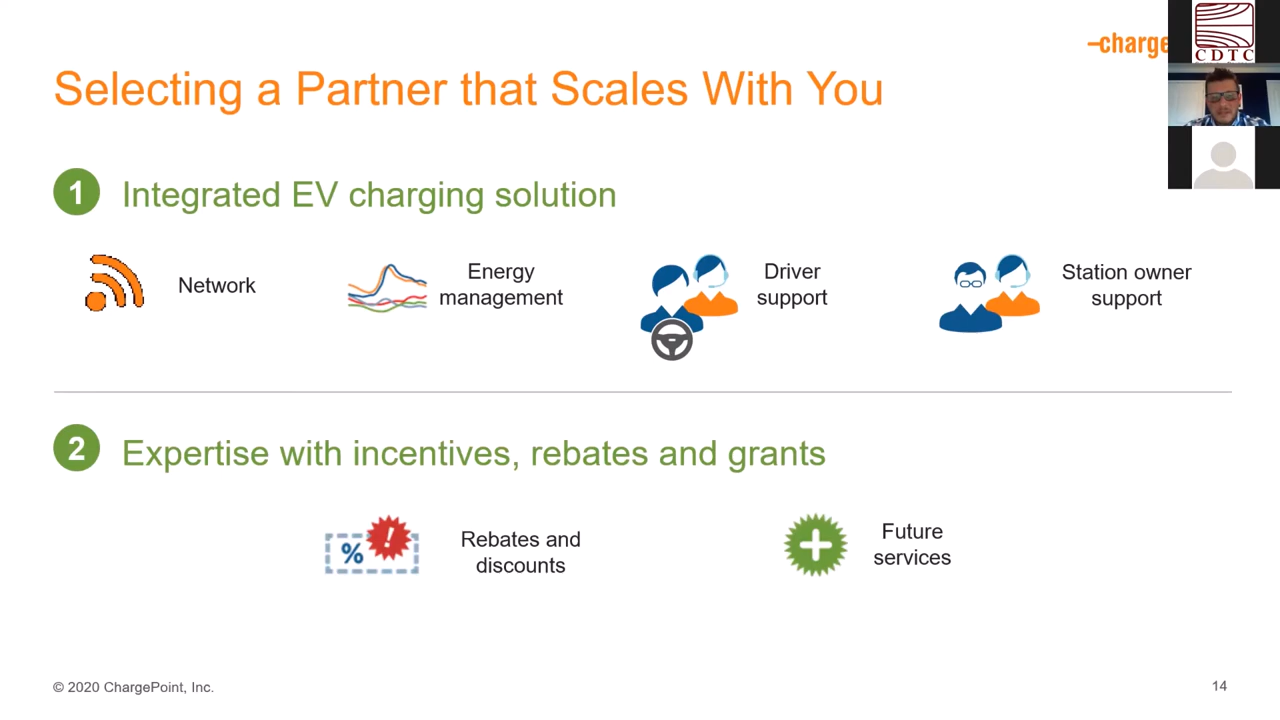 charge
CDTC
Selecting a Partner that Scales With You
1 Integrated EV charging solution
Network
Energy
management
Driver
support
Station owner
support
2 Expertise with incentives, rebates and grants
%
!
Rebates and
discounts
Future
services
© 2020 ChargePoint, Inc.
14